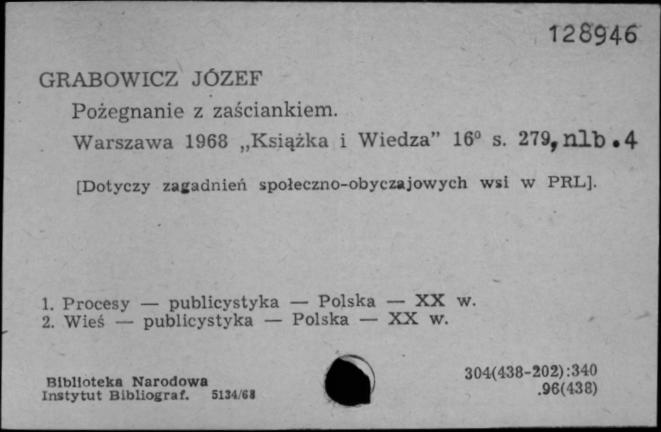 128946
GRABOWICZ JÓZEF
Pożegnanie z zaściankiem.
Warszawa 1968 „Książka i Wiedza” 16⁰ s. 279, nlb. 4
[Dotyczy zagadnień społeczno-obyczajowych wsi w PRL].
1. Procesy — publicystyka — Polska — XX w.
2. Wieś — publicystyka — Polska — XX w.
304(438-202):340
.96(438)
Biblioteka Narodowa
Instytut Bibliograf. 5134/68